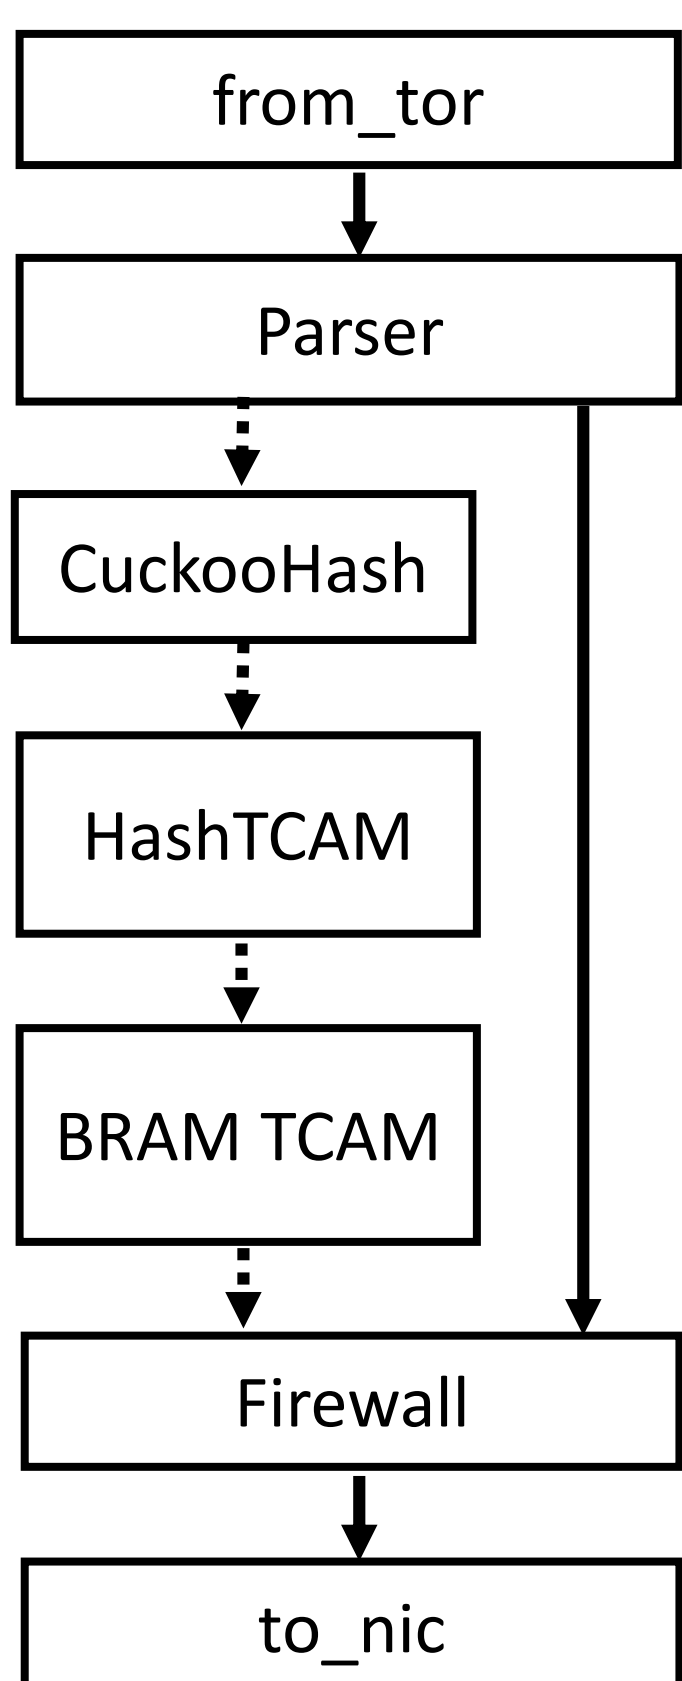 from_tor
Parser
CuckooHash
HashTCAM
BRAM TCAM
Firewall
to_nic